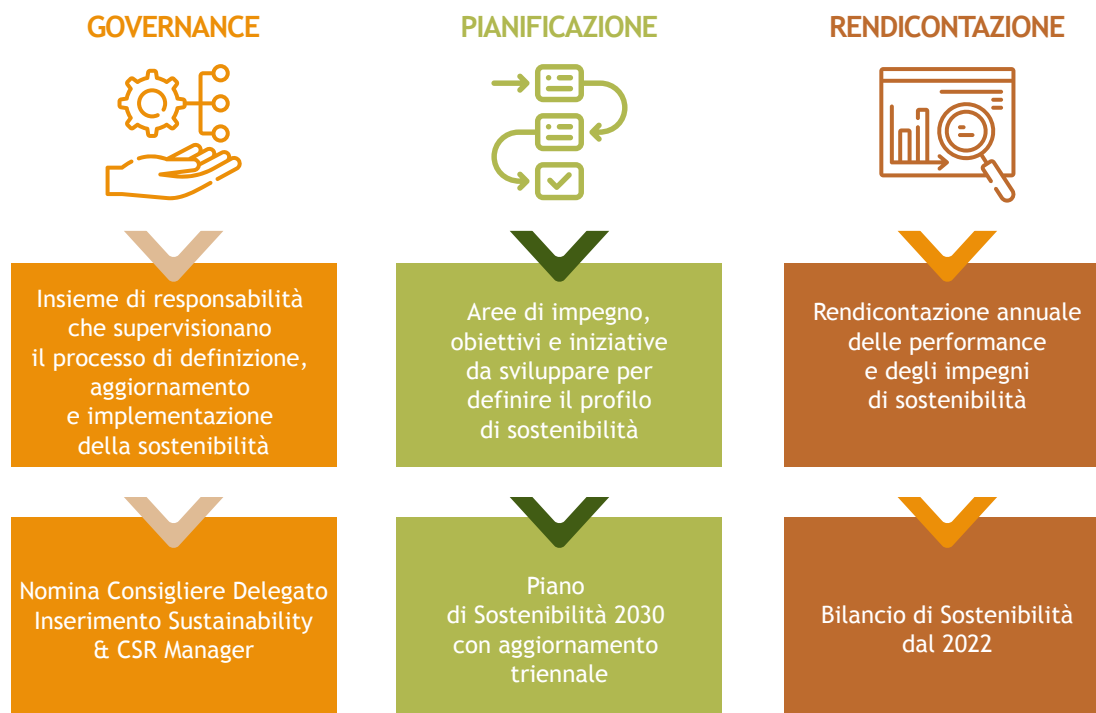 GOVERNANCE
Insieme di responsabilità
che supervisionano
il processo di definizione,
aggiornamento
e implementazione
della sostenibilità
Nomina Consigliere Delegato
Inserimento Sustainability
& CSR Manager
PIANIFICAZIONE
Aree di impegno,
obiettivi e iniziative
da sviluppare per
definire il profilo
di sostenibilità
Piano
di Sostenibilità 2030
con aggiornamento
triennale
RENDICONTAZIONE
Rendicontazione annuale
delle performance
e degli impegni
di sostenibilità
Bilancio di Sostenibilità
dal 2022